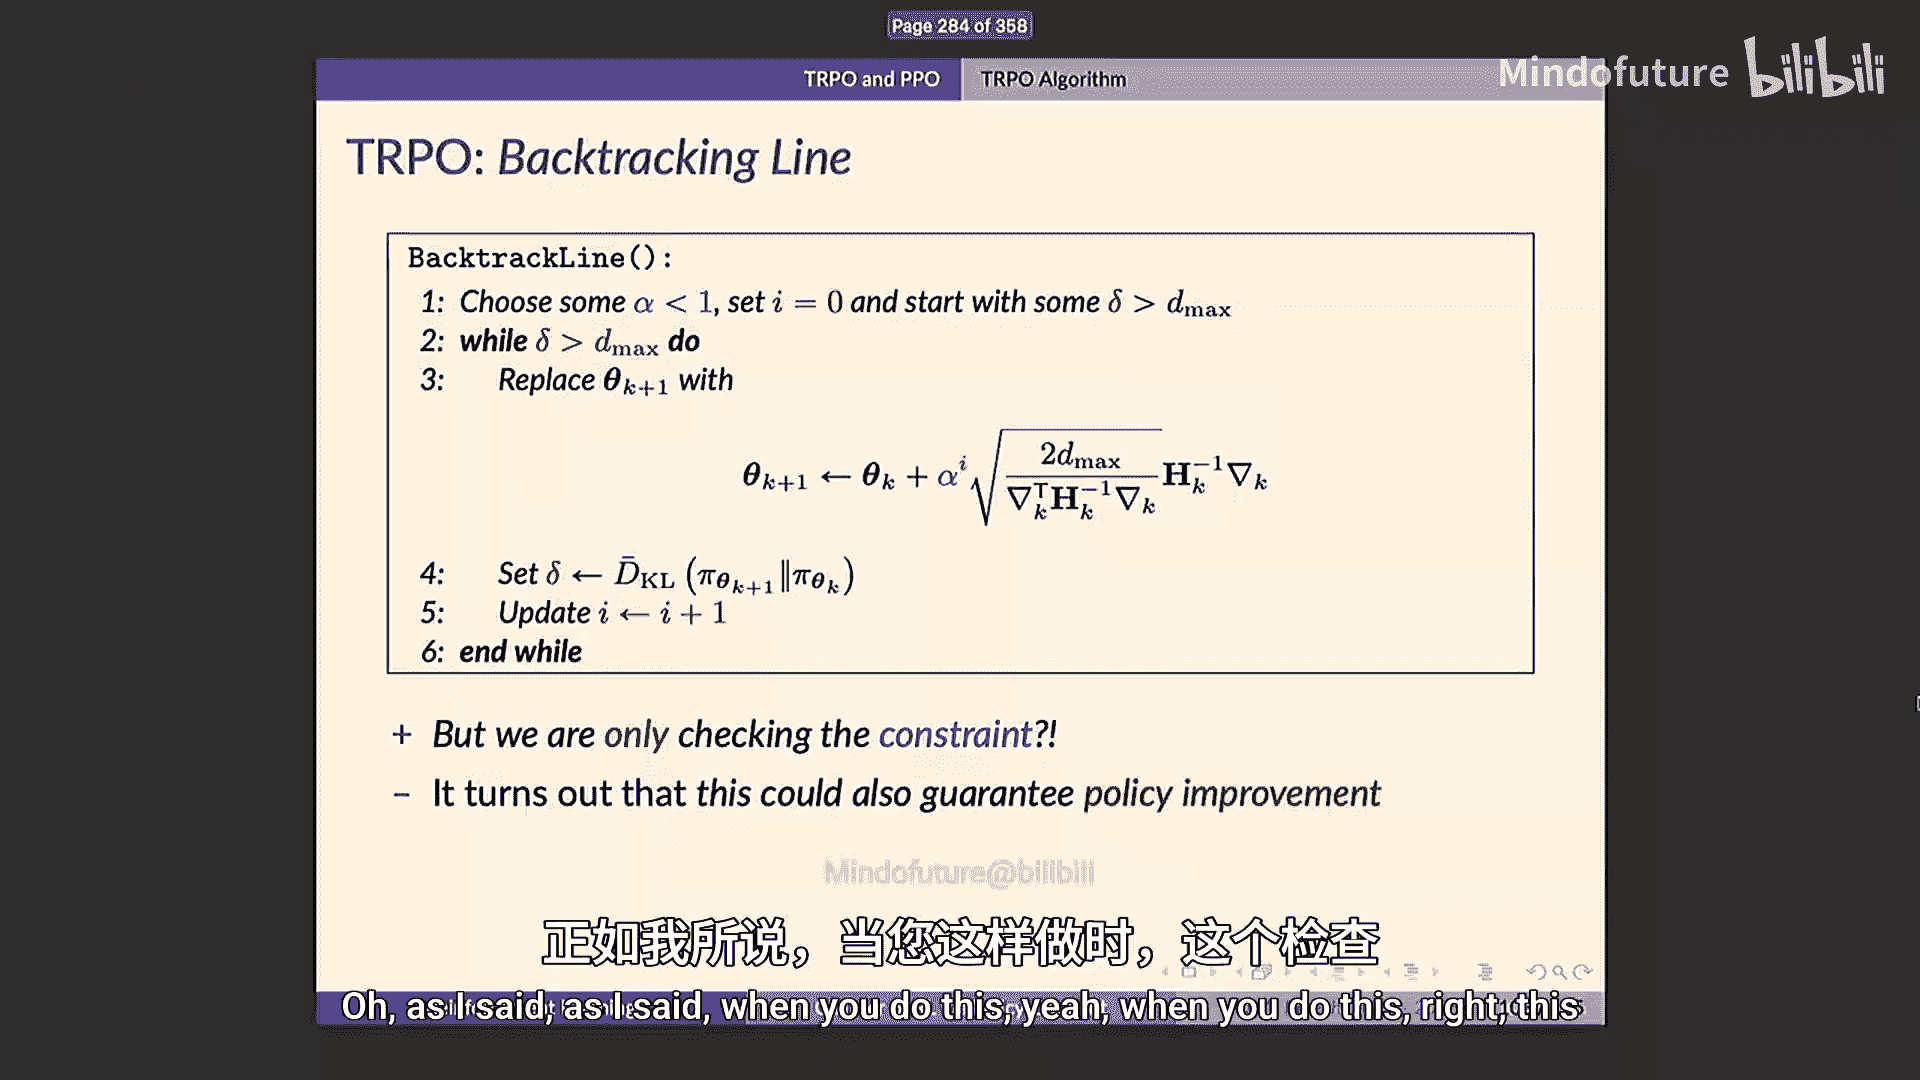 Page 284 of 358
Mindofuture bilibili
TRPO and PPO TRPO Algorithm
TRPO: Backtracking Line
BacktrackLine():
1: Choose some α < 1, set i = 0 and start with some δ > d_max
2: while δ > d_max do
3: Replace θ_{k+1} with
θ_{k+1} ← θ_k + α^i √(2d_max / ∇_k^T H_k^{-1} ∇_k) H_k^{-1} ∇_k
4: Set δ ← D̄_KL (π_{θ_{k+1}} ‖ π_{θ_k})
5: Update i ← i + 1
6: end while
+ But we are only checking the constraint?!
− It turns out that this could also guarantee policy improvement
Mindofuture@bilibili
正如我所说，当您这样做时，这个检查
Oh, as I said, as I said, when you do this, yeah, when you do this, right, this